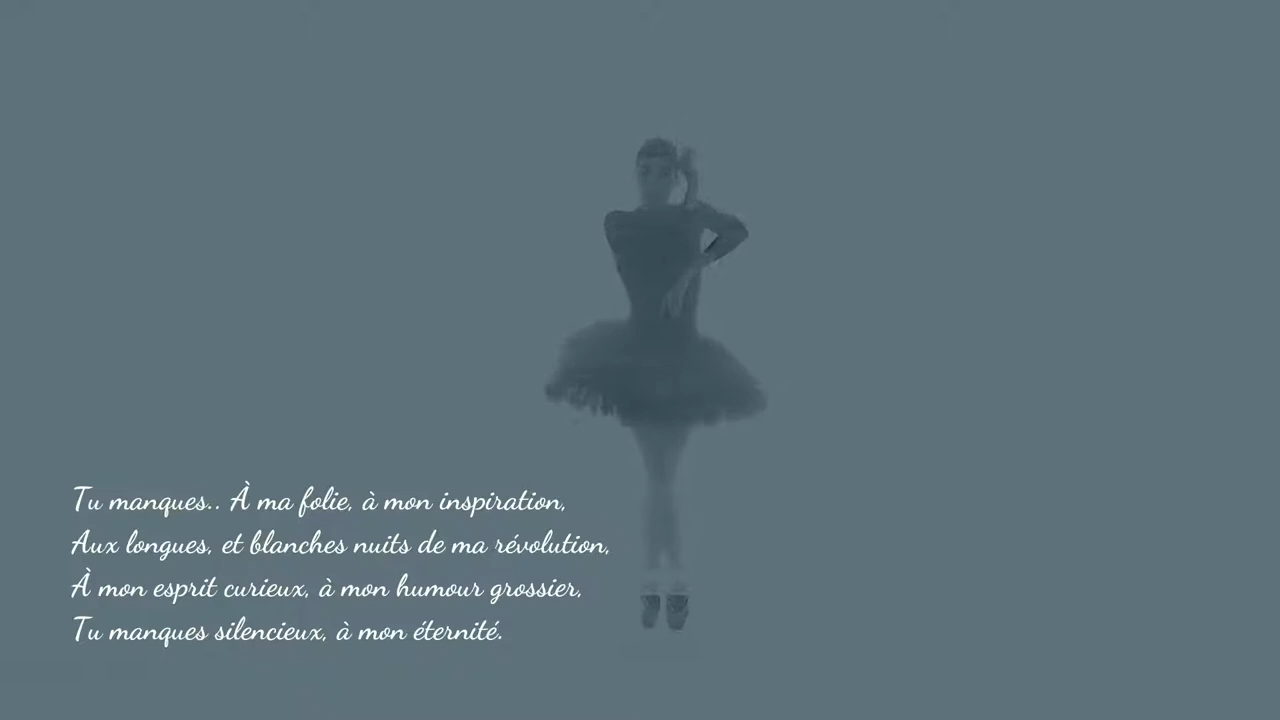 Tu manques.. À ma folie, à mon inspiration,
Aux longues, et blanches nuits de ma révolution,
À mon esprit curieux, à mon humour grossier,
Tu manques silencieux, à mon éternité.